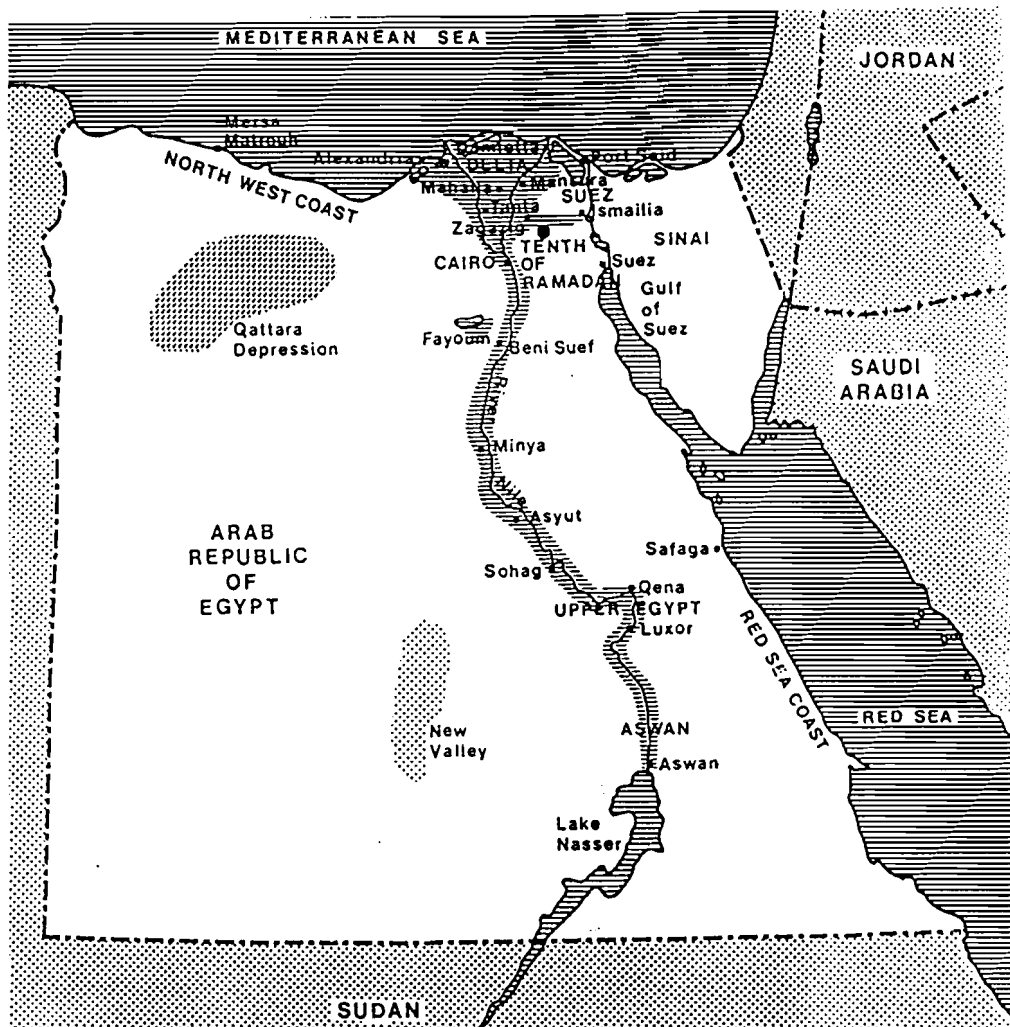 MEDITERRANEAN SEA
JORDAN
Mersa
Matrouh
NORTH WEST COAST
Alexandria
Damietta
DELTA
Port Said
Mahalla
Mansura
SUEZ
Tanta
Ismailia
Zagazig
SINAI
TENTH
OF
RAMADAN
CAIRO
Suez
Gulf
of
Suez
Qattara
Depression
Fayoum
Beni Suef
SAUDI
ARABIA
River
Nile
Minya
Asyut
ARAB
REPUBLIC
OF
EGYPT
Safaga
Sohag
Qena
UPPER EGYPT
Luxor
RED SEA COAST
RED SEA
New
Valley
ASWAN
Aswan
Lake
Nasser
SUDAN